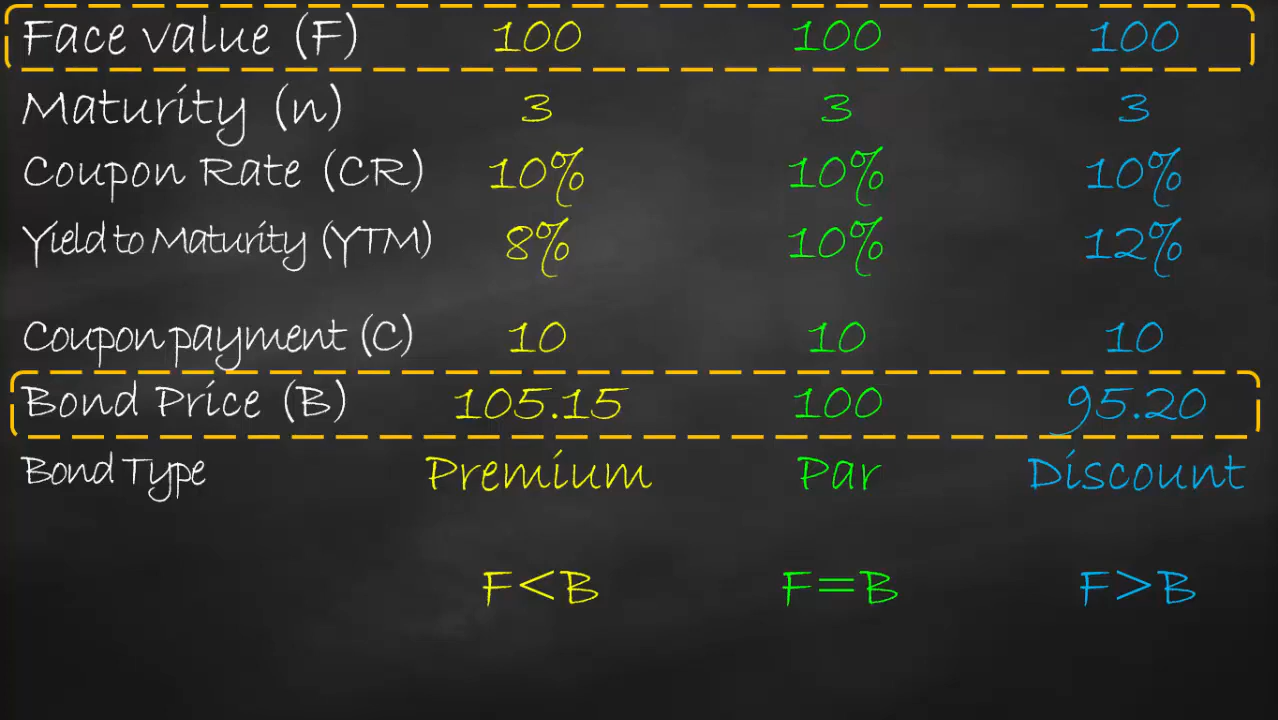 Face value (F) 100 100 100
Maturity (n) 3 3 3
Coupon Rate (CR) 10% 10% 10%
Yield to Maturity (YTM) 8% 10% 12%
Coupon payment (C) 10 10 10
Bond Price (B) 105.15 100 95.20
Bond Type Premium Par Discount
F<B F=B F>B